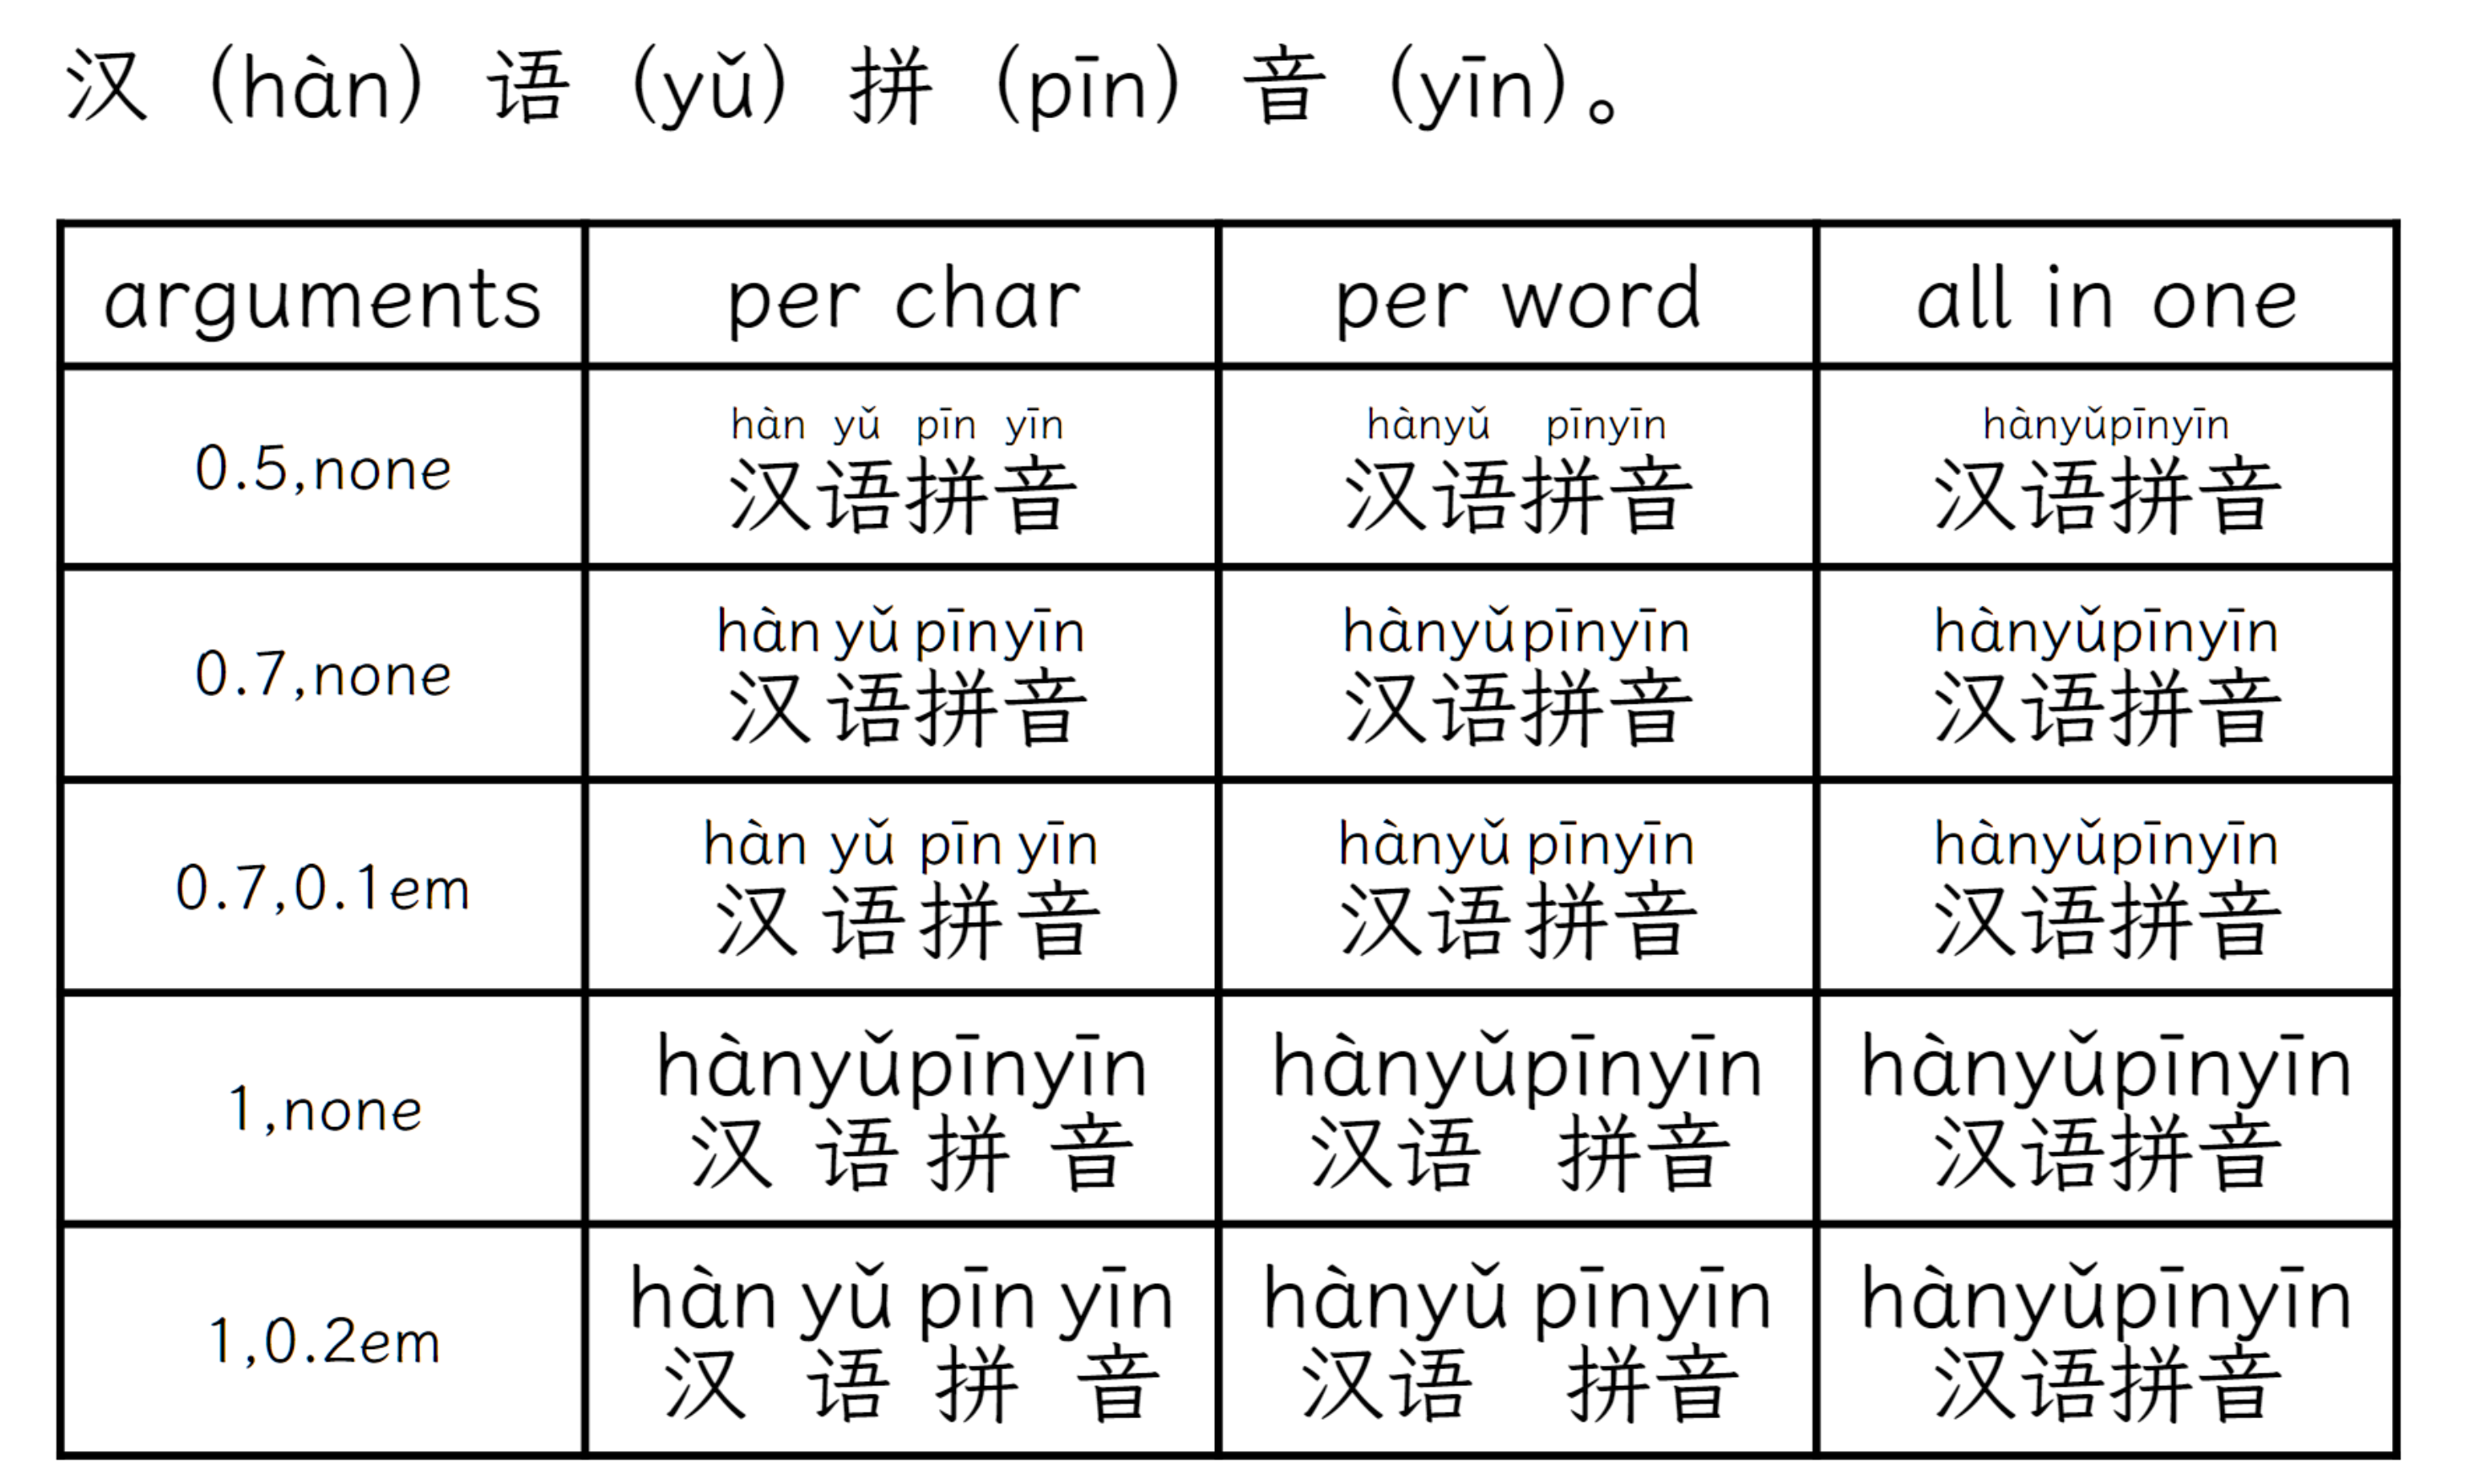 汉（hàn）语（yǔ）拼（pīn）音（yīn）。
arguments per char per word all in one
hàn yǔ pīn yīn hànyǔ pīnyīn hànyǔpīnyīn
0.5,none 汉语拼音 汉语拼音 汉语拼音
hàn yǔ pīnyīn hànyǔpīnyīn hànyǔpīnyīn
0.7,none 汉语拼音 汉语拼音 汉语拼音
hàn yǔ pīn yīn hànyǔ pīnyīn hànyǔpīnyīn
0.7,0.1em 汉语拼音 汉语拼音 汉语拼音
hànyǔpīnyīn hànyǔpīnyīn hànyǔpīnyīn
1,none 汉 语 拼 音 汉语 拼音 汉语拼音
hàn yǔ pīn yīn hànyǔ pīnyīn hànyǔpīnyīn
1,0.2em 汉 语 拼 音 汉语 拼音 汉语拼音